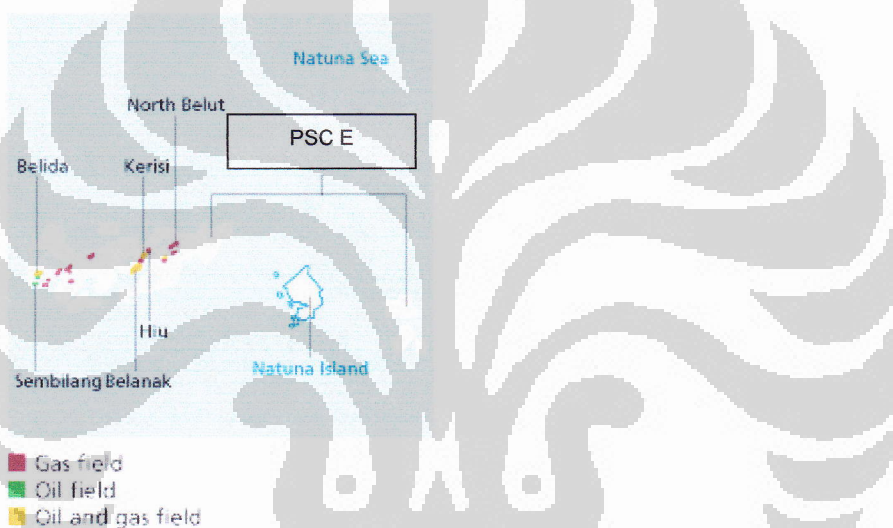 Natuna Sea
North Belut
PSC E
Belida
Kerisi
Hiu
Natuna Island
Sembilang
Belanak
Gas field
Oil field
Oil and gas field